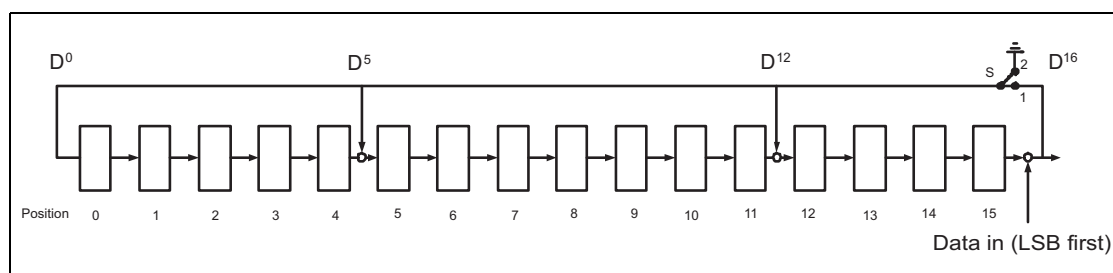 D⁰ D⁵ D¹² D¹⁶
2
S
1
Position 0 1 2 3 4 5 6 7 8 9 10 11 12 13 14 15
Data in (LSB first)